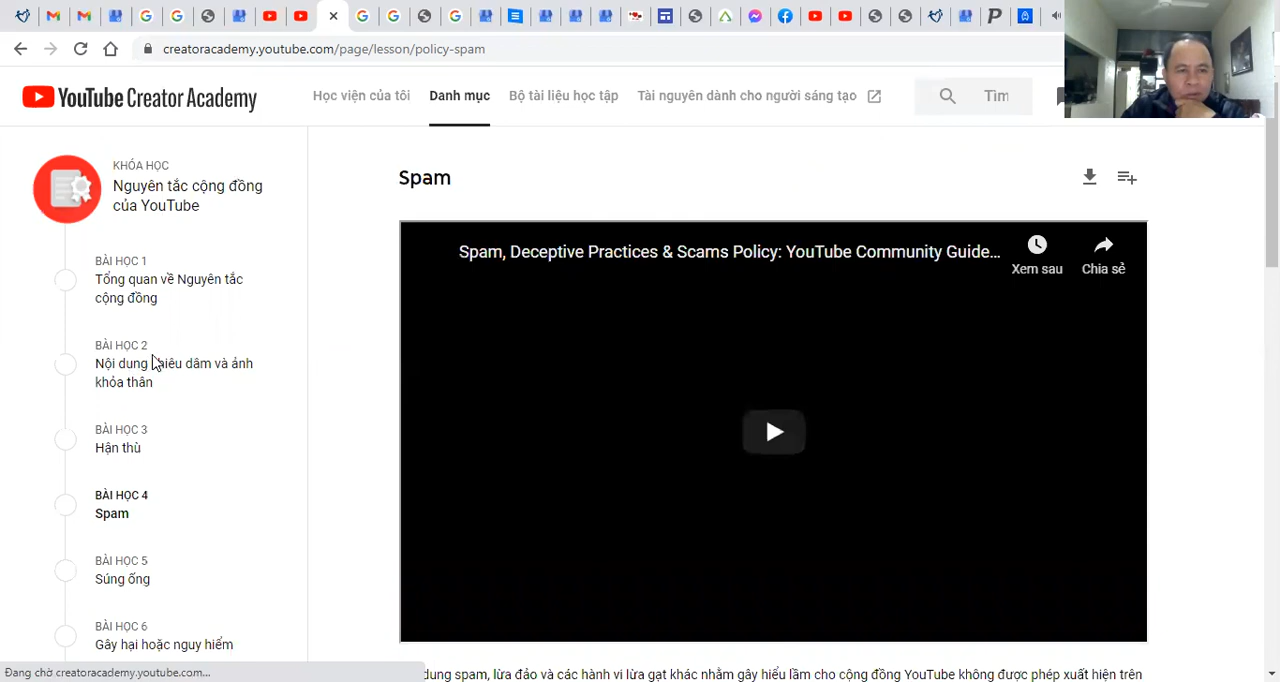 creatoracademy.youtube.com/page/lesson/policy-spam
YouTube Creator Academy
Học viện của tôi
Danh mục
Bộ tài liệu học tập
Tài nguyên dành cho người sáng tạo
Tìm
KHÓA HỌC
Nguyên tắc cộng đồng
của YouTube
Spam
BÀI HỌC 1
Tổng quan về Nguyên tắc
cộng đồng
BÀI HỌC 2
Nội dung khiêu dâm và ảnh
khỏa thân
BÀI HỌC 3
Hận thù
BÀI HỌC 4
Spam
BÀI HỌC 5
Súng ống
BÀI HỌC 6
Gây hại hoặc nguy hiểm
Spam, Deceptive Practices & Scams Policy: YouTube Community Guide...
Xem sau
Chia sẻ
dung spam, lừa đảo và các hành vi lừa gạt khác nhằm gây hiểu lầm cho cộng đồng YouTube không được phép xuất hiện trên
Đang chờ creatoracademy.youtube.com...